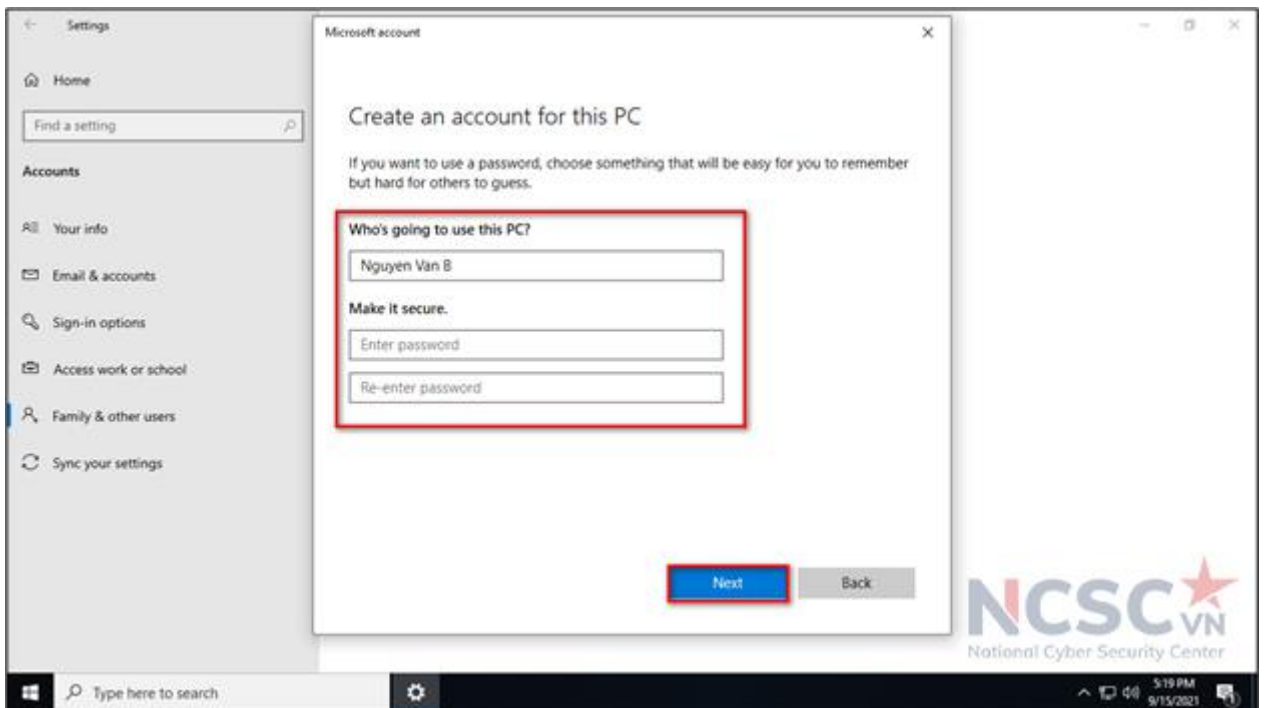 Settings
Home
Find a setting
Accounts
Your info
Email & accounts
Sign-in options
Access work or school
Family & other users
Sync your settings
Microsoft account
Create an account for this PC
If you want to use a password, choose something that will be easy for you to remember
but hard for others to guess.
Who's going to use this PC?
Nguyen Van B
Make it secure.
Enter password
Re-enter password
Next
Back
NCSC
VN
National Cyber Security Center
Type here to search
5:19 PM
9/15/2021